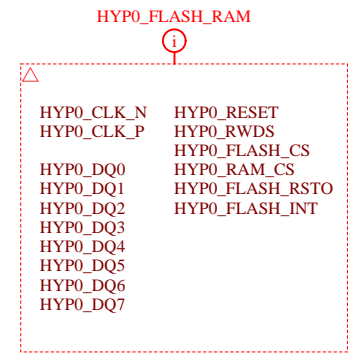 HYP0_FLASH_RAM
i
HYP0_CLK_N HYP0_RESET
HYP0_CLK_P HYP0_RWDS
HYP0_FLASH_CS
HYP0_DQ0 HYP0_RAM_CS
HYP0_DQ1 HYP0_FLASH_RSTO
HYP0_DQ2 HYP0_FLASH_INT
HYP0_DQ3
HYP0_DQ4
HYP0_DQ5
HYP0_DQ6
HYP0_DQ7